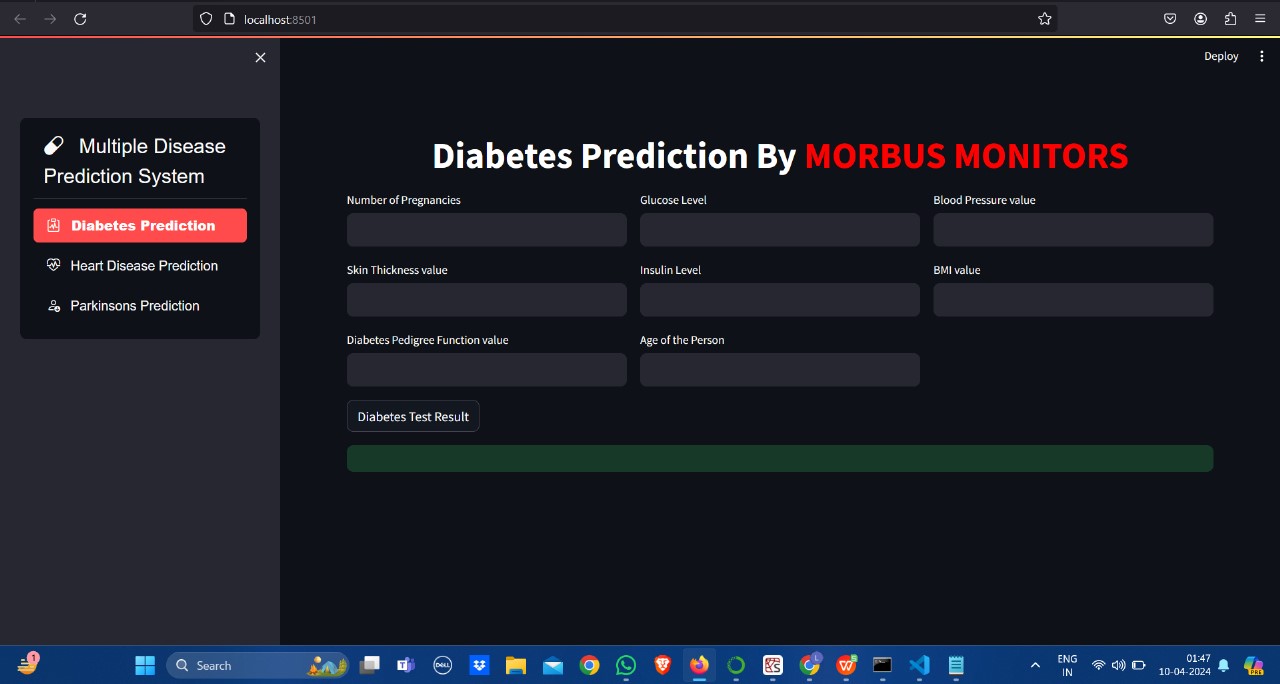 localhost:8501
Deploy
Multiple Disease
Prediction System
Diabetes Prediction
Heart Disease Prediction
Parkinsons Prediction
Diabetes Prediction By MORBUS MONITORS
Number of Pregnancies
Glucose Level
Blood Pressure value
Skin Thickness value
Insulin Level
BMI value
Diabetes Pedigree Function value
Age of the Person
Diabetes Test Result
1
Search
DELL
L
W
PRE
ENG
IN
01:47
10-04-2024